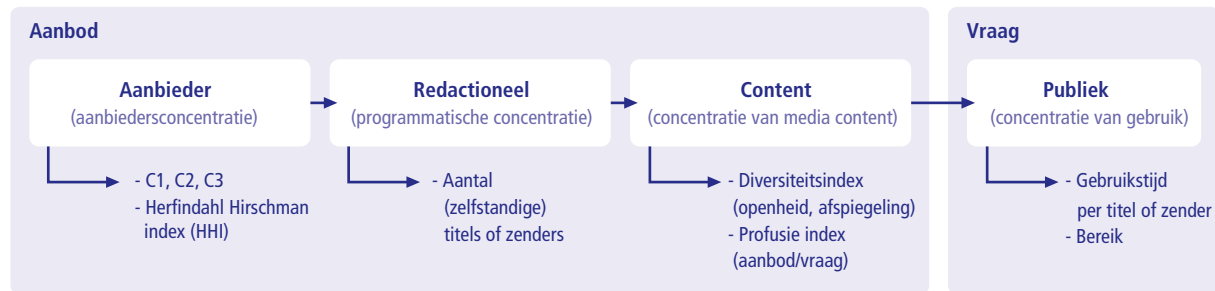 Aanbod
Aanbieder
(aanbiedersconcentratie)
- C1, C2, C3
- Herfindahl Hirschman
index (HHI)
Redactioneel
(programmatische concentratie)
- Aantal
(zelfstandige)
titels of zenders
Content
(concentratie van media content)
- Diversiteitsindex
(openheid, afspiegeling)
- Profusie index
(aanbod/vraag)
Vraag
Publiek
(concentratie van gebruik)
- Gebruikstijd
per titel of zender
- Bereik